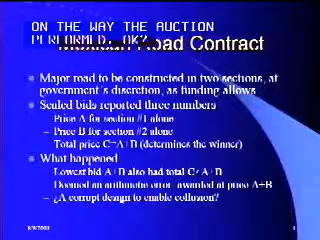 ON THE WAY THE AUCTION
PERFORMED, OK?
Mexican Road Contract
Major road to be constructed in two sections, at
government's discretion, as funding allows
Sealed bids reported three numbers
– Price A for section #1 alone
– Price B for section #2 alone
– Total price C=A+B (determines the winner)
What happened
– Lowest bid A+B also had total C<A+B
– Deemed an arithmetic error awarded at price A+B
– ¿A corrupt design to enable collusion?